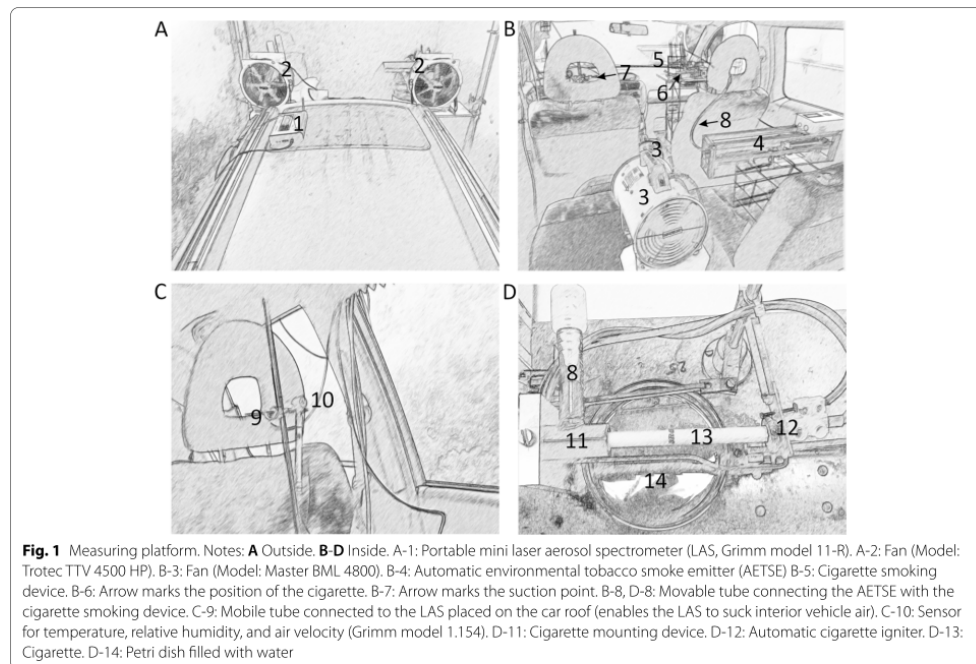 A
2
2
1
B
5
7
6
8
4
3
3
C
9
10
D
8
12
11
13
14
Fig. 1 Measuring platform. Notes: A Outside. B-D Inside. A-1: Portable mini laser aerosol spectrometer (LAS, Grimm model 11-R). A-2: Fan (Model:
Trotec TTV 4500 HP). B-3: Fan (Model: Master BML 4800). B-4: Automatic environmental tobacco smoke emitter (AETSE) B-5: Cigarette smoking
device. B-6: Arrow marks the position of the cigarette. B-7: Arrow marks the suction point. B-8, D-8: Movable tube connecting the AETSE with the
cigarette smoking device. C-9: Mobile tube connected to the LAS placed on the car roof (enables the LAS to suck interior vehicle air). C-10: Sensor
for temperature, relative humidity, and air velocity (Grimm model 1.154). D-11: Cigarette mounting device. D-12: Automatic cigarette igniter. D-13:
Cigarette. D-14: Petri dish filled with water